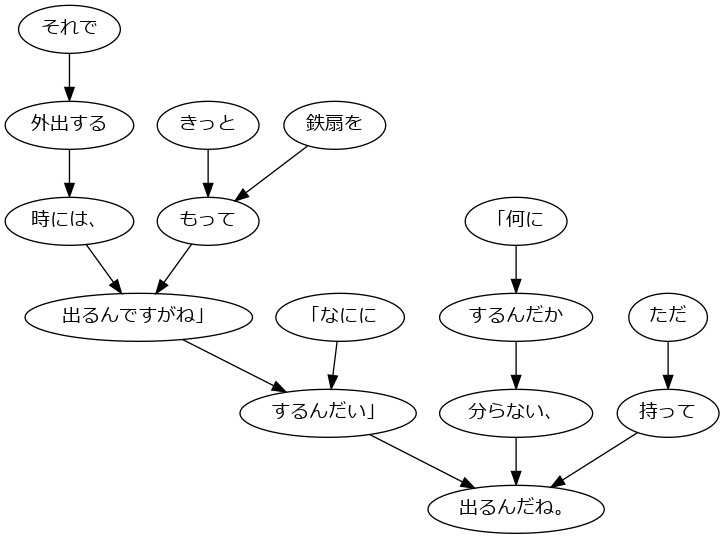 それで
外出する
きっと
鉄扇を
時には、
もって
「何に
出るんですがね」
「なにに
するんだか
ただ
するんだい」
分らない、
持って
出るんだね。